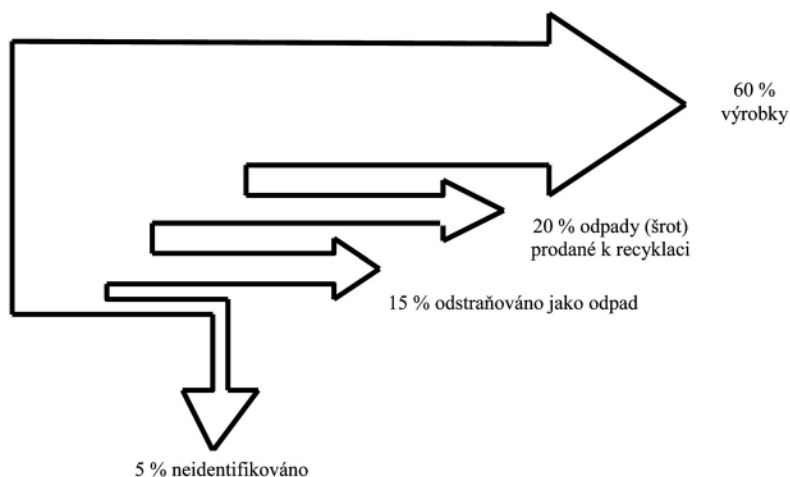 60 %
výrobky
20 % odpady (šrot)
prodané k recyklaci
15 % odstraňováno jako odpad
5 % neidentifikováno